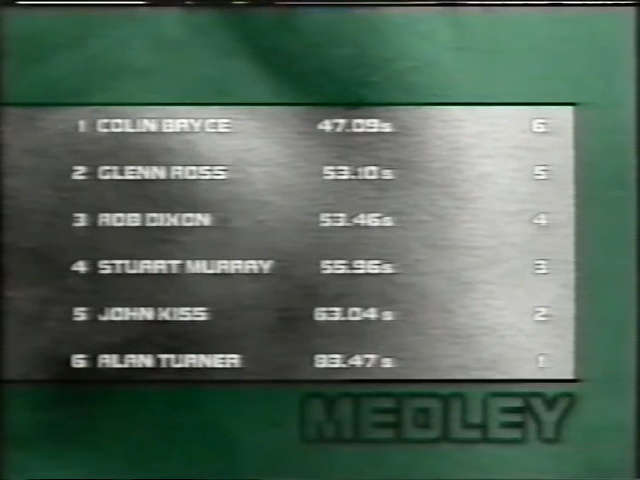 1 COLIN BRYCE 47.09s 6
2 GLENN ROSS 53.10s 5
3 ROB DIXON 53.46s 4
4 STUART MURRAY 55.96s 3
5 JOHN KISS 63.04s 2
6 ALAN TURNER 83.47s 1
MEDLEY